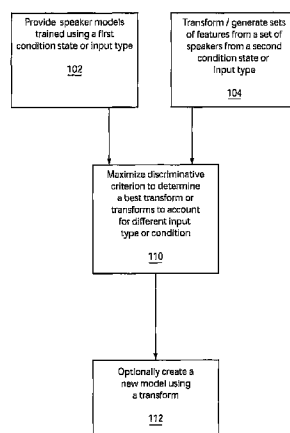 Provide speaker models
trained using a first
condition state or input type
102
Transform / generate sets
of features from a set of
speakers from a second
condition state or
input type
104
Maximize discriminative
criterion to determine
a best transform or
transforms to account
for different input
type or condition
110
Optionally create a
new model using
a transform
112